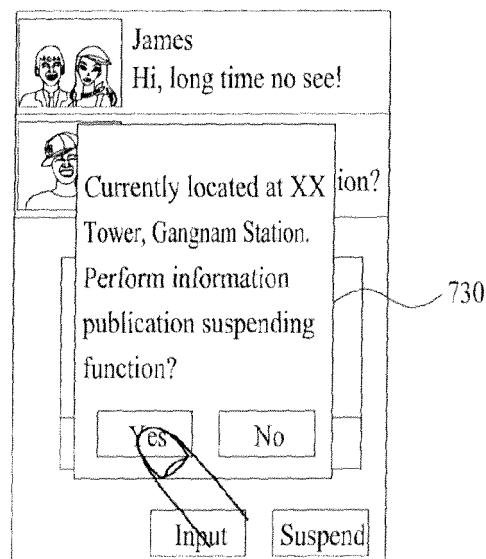 James
Hi, long time no see!
ion?
Currently located at XX
Tower, Gangnam Station.
Perform information
publication suspending
function?
730
Yes
No
Input
Suspend